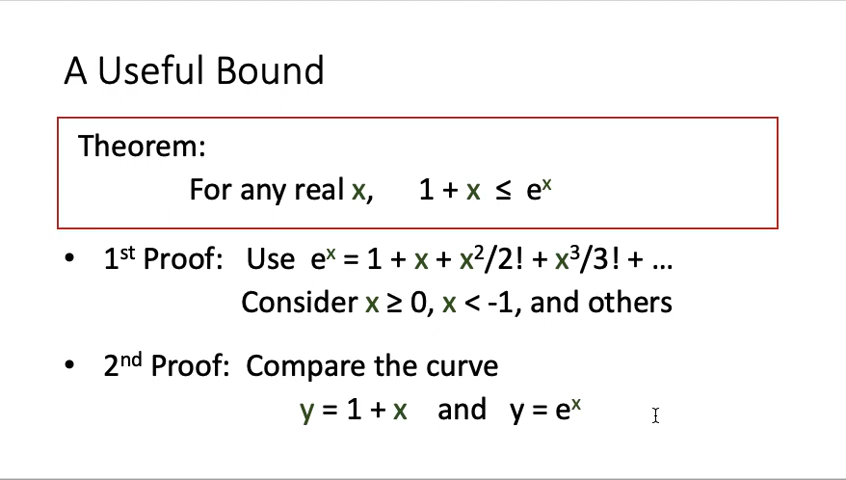 A Useful Bound
Theorem:
For any real x, 1 + x ≤ eˣ
• 1ˢᵗ Proof: Use eˣ = 1 + x + x²/2! + x³/3! + ...
Consider x ≥ 0, x < -1, and others
• 2ⁿᵈ Proof: Compare the curve
y = 1 + x and y = eˣ